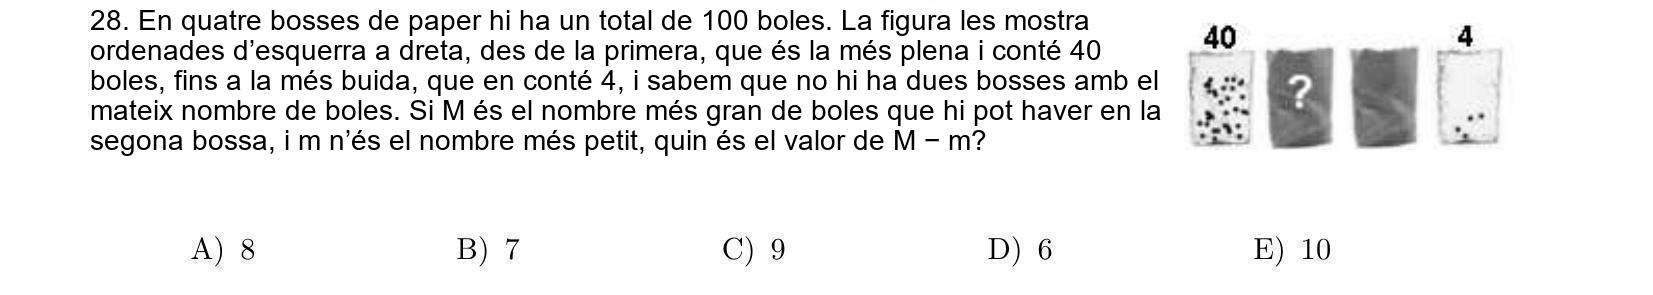 28. En quatre bosses de paper hi ha un total de 100 boles. La figura les mostra
ordenades d’esquerra a dreta, des de la primera, que és la més plena i conté 40
boles, fins a la més buida, que en conté 4, i sabem que no hi ha dues bosses amb el
mateix nombre de boles. Si M és el nombre més gran de boles que hi pot haver en la
segona bossa, i m n’és el nombre més petit, quin és el valor de M − m?
40 4
?
A) 8 B) 7 C) 9 D) 6 E) 10